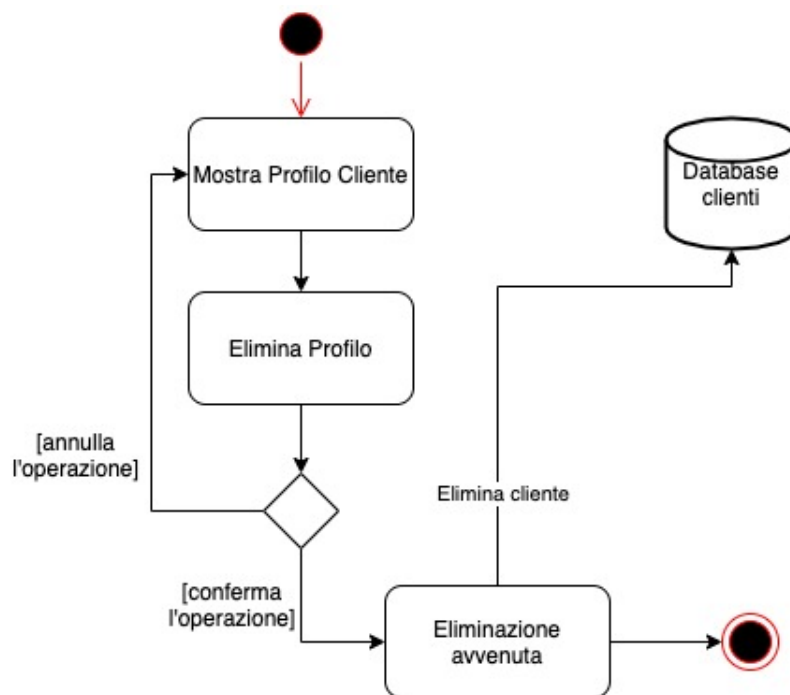 Mostra Profilo Cliente
Database
clienti
Elimina Profilo
[annulla
l'operazione]
Elimina cliente
[conferma
l'operazione]
Eliminazione
avvenuta